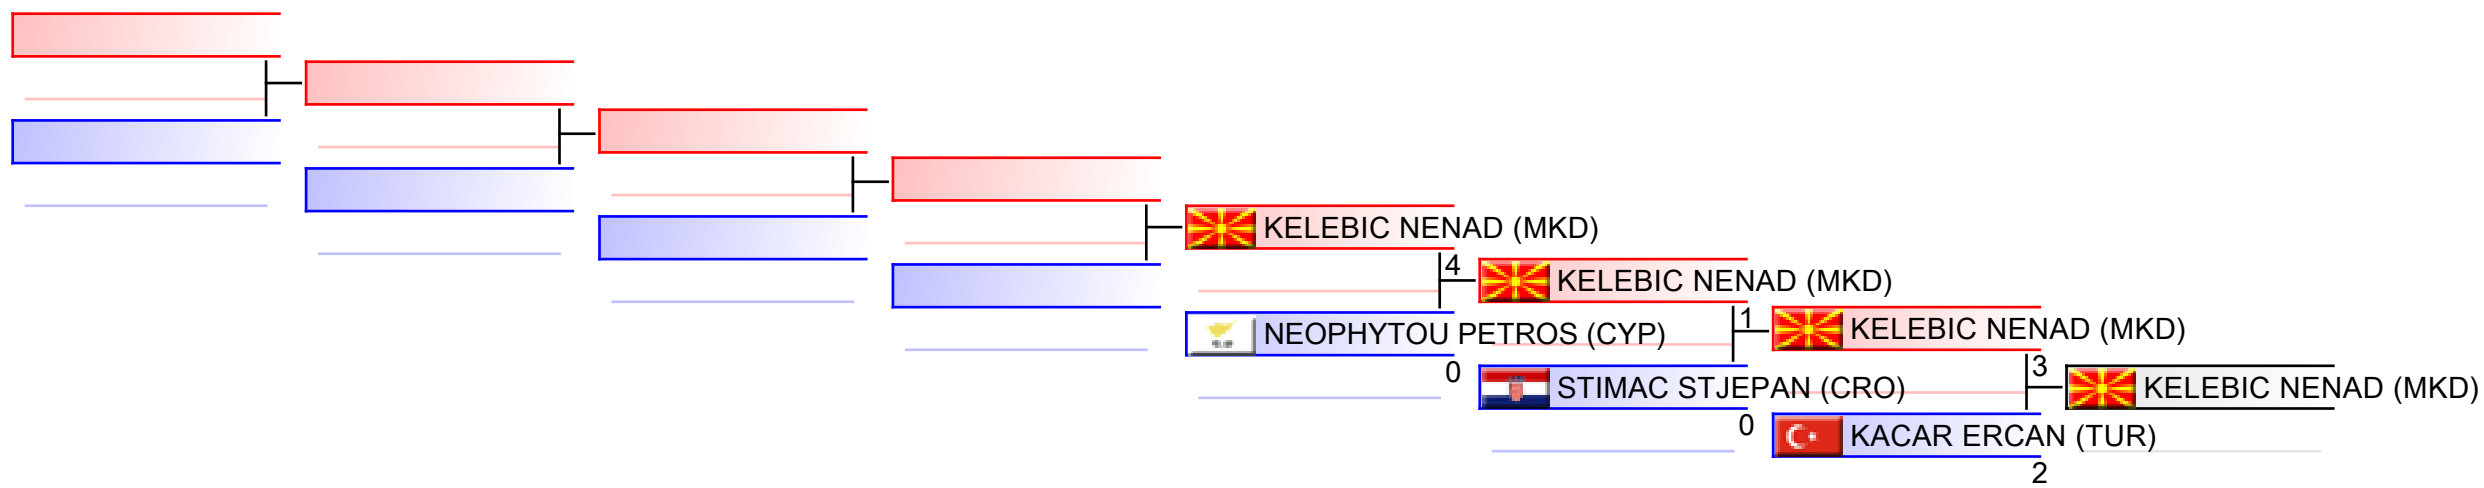 KELEBIC NENAD (MKD)
4
KELEBIC NENAD (MKD)
NEOPHYTOU PETROS (CYP)
0
1
KELEBIC NENAD (MKD)
STIMAC STJEPAN (CRO)
0
3
KELEBIC NENAD (MKD)
KACAR ERCAN (TUR)
2